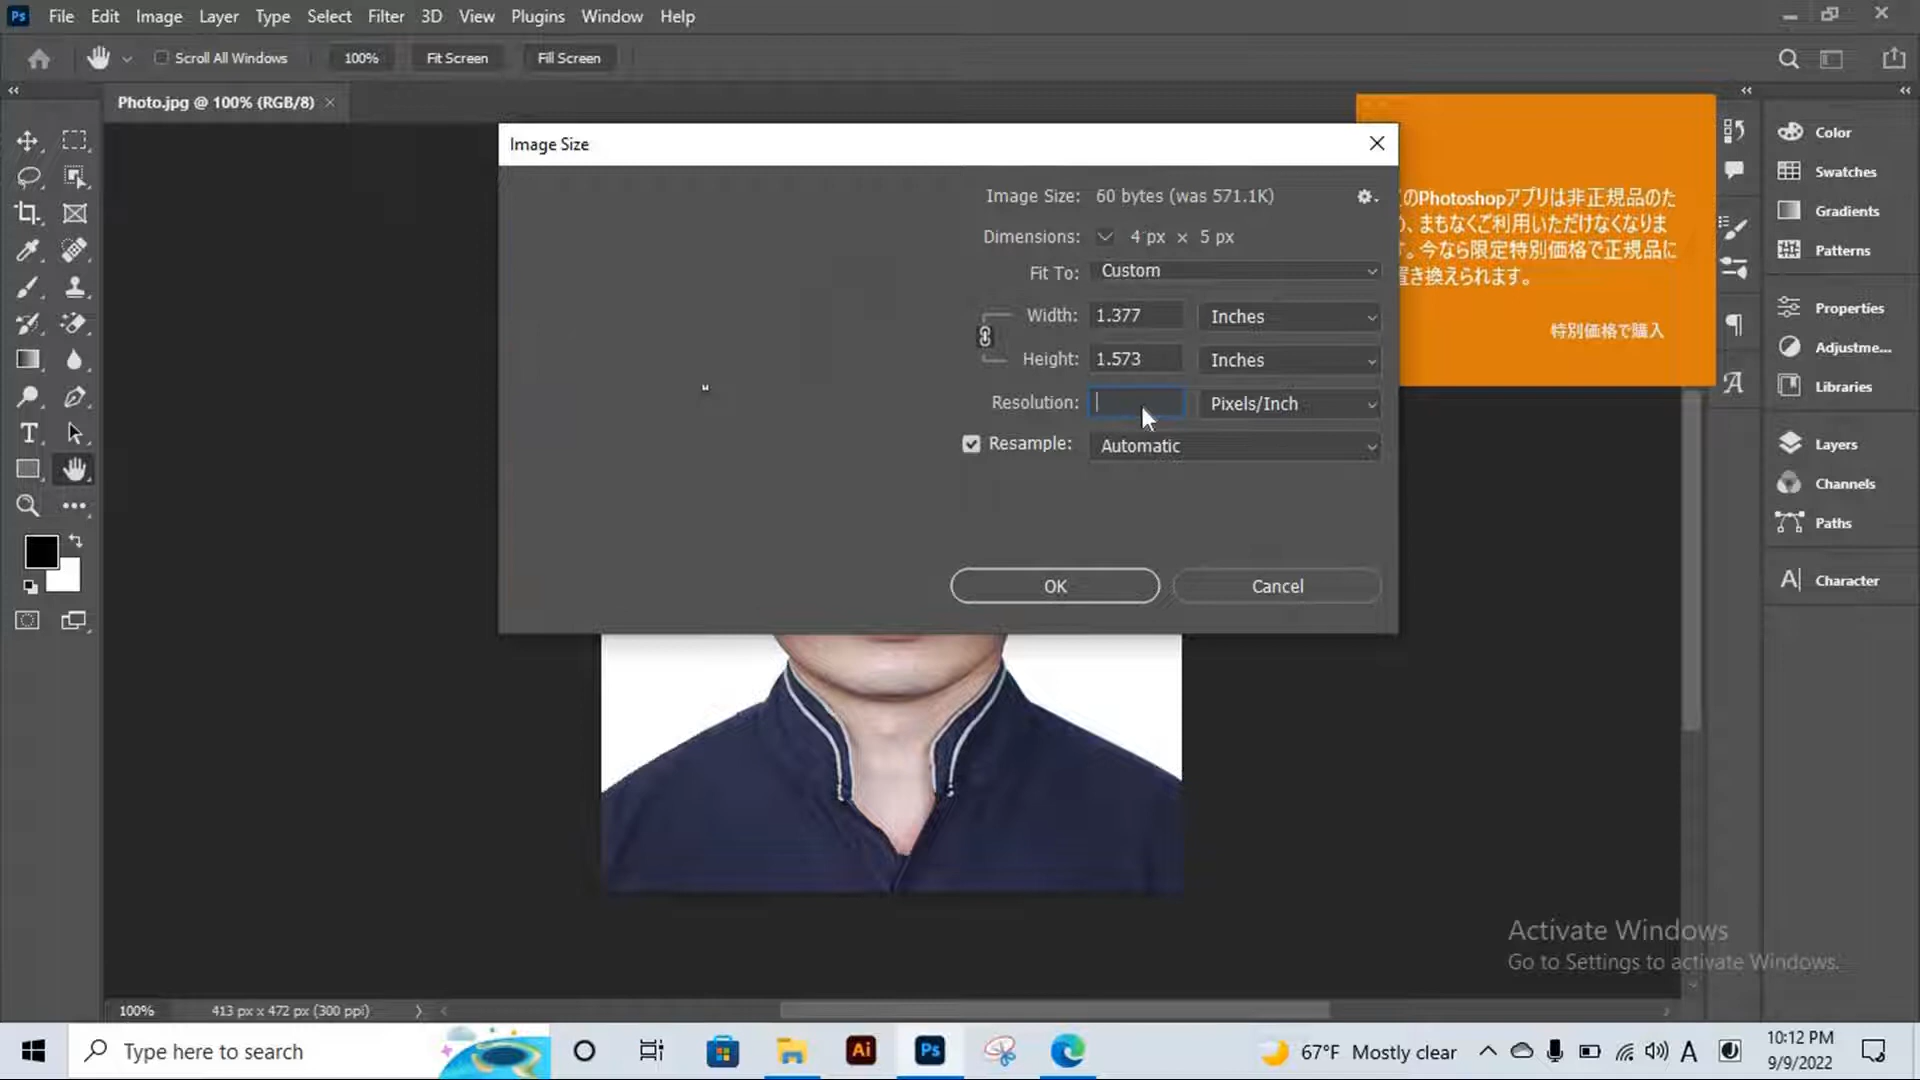 Ps File Edit Image Layer Type Select Filter 3D View Plugins Window Help
Scroll All Windows 100% Fit Screen Fill Screen
Photo.jpg @ 100% (RGB/8) ×
Image Size
Image Size: 60 bytes (was 571.1K)
Dimensions: 4 px × 5 px
Fit To: Custom
Width: 1.377 Inches
Height: 1.573 Inches
Resolution: Pixels/Inch
Resample: Automatic
OK Cancel
のPhotoshopアプリは非正規品のた
、まもなくご利用いただけなくなりま
。今なら限定特別価格で正規品に
置き換えられます。
特別価格で購入
Color
Swatches
Gradients
Patterns
Properties
Adjustme...
Libraries
Layers
Channels
Paths
Character
Activate Windows
Go to Settings to activate Windows.
100% 413 px x 472 px (300 ppi)
Type here to search
Ai Ps
67°F Mostly clear
A
10:12 PM
9/9/2022